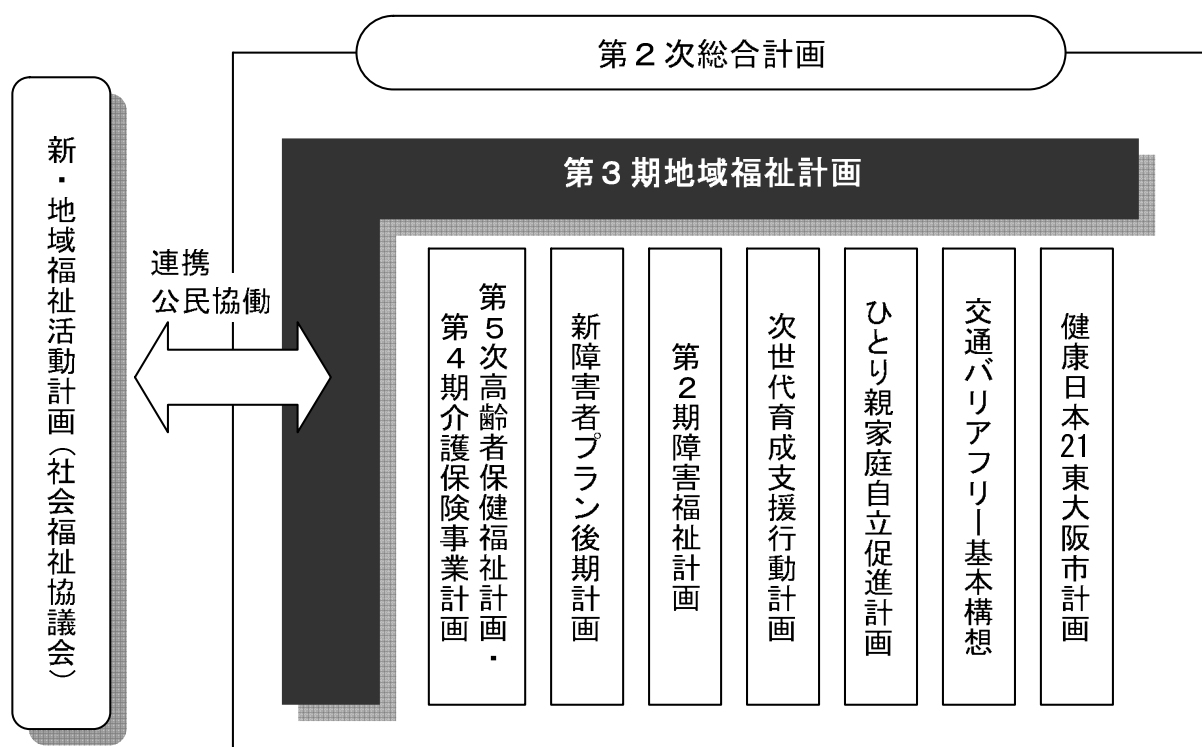 第２次総合計画
新・地域福祉活動計画（社会福祉協議会）
第３期地域福祉計画
連携
公民協働
第５次高齢者保健福祉計画・
第４期介護保険事業計画
新障害者プラン後期計画
第２期障害福祉計画
次世代育成支援行動計画
ひとり親家庭自立促進計画
交通バリアフリー基本構想
健康日本21東大阪市計画